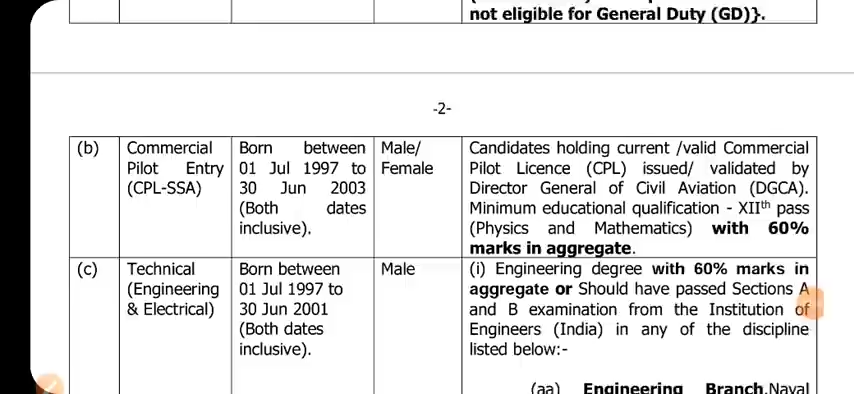 not eligible for General Duty (GD)}.
-2-
(b) Commercial Born between Male/ Candidates holding current /valid Commercial
Pilot Entry 01 Jul 1997 to Female Pilot Licence (CPL) issued/ validated by
(CPL-SSA) 30 Jun 2003 Director General of Civil Aviation (DGCA).
(Both dates Minimum educational qualification - XIIth pass
inclusive). (Physics and Mathematics) with 60%
marks in aggregate.
(c) Technical Born between Male (i) Engineering degree with 60% marks in
(Engineering 01 Jul 1997 to aggregate or Should have passed Sections A
& Electrical) 30 Jun 2001 and B examination from the Institution of
(Both dates Engineers (India) in any of the discipline
inclusive). listed below:-
(aa) Engineering Branch.Naval